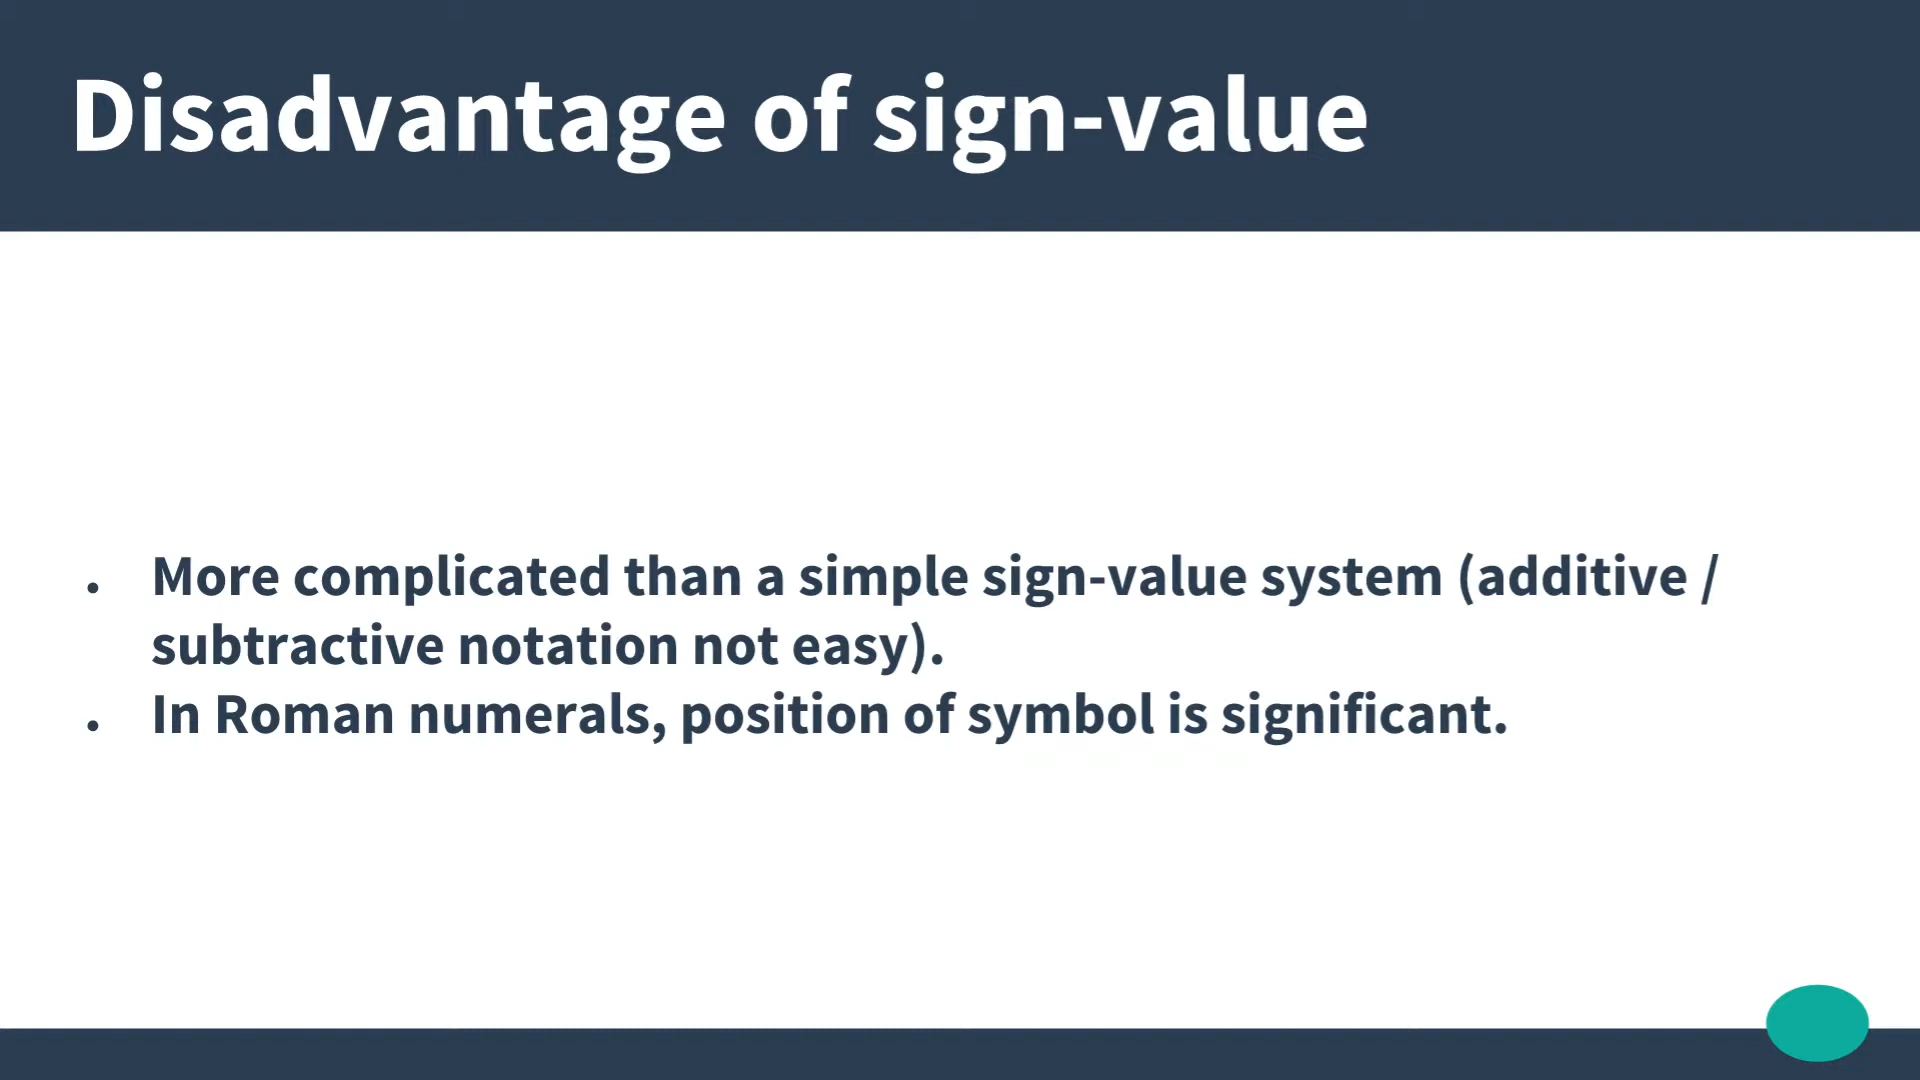 Disadvantage of sign-value
• More complicated than a simple sign-value system (additive /
subtractive notation not easy).
• In Roman numerals, position of symbol is significant.